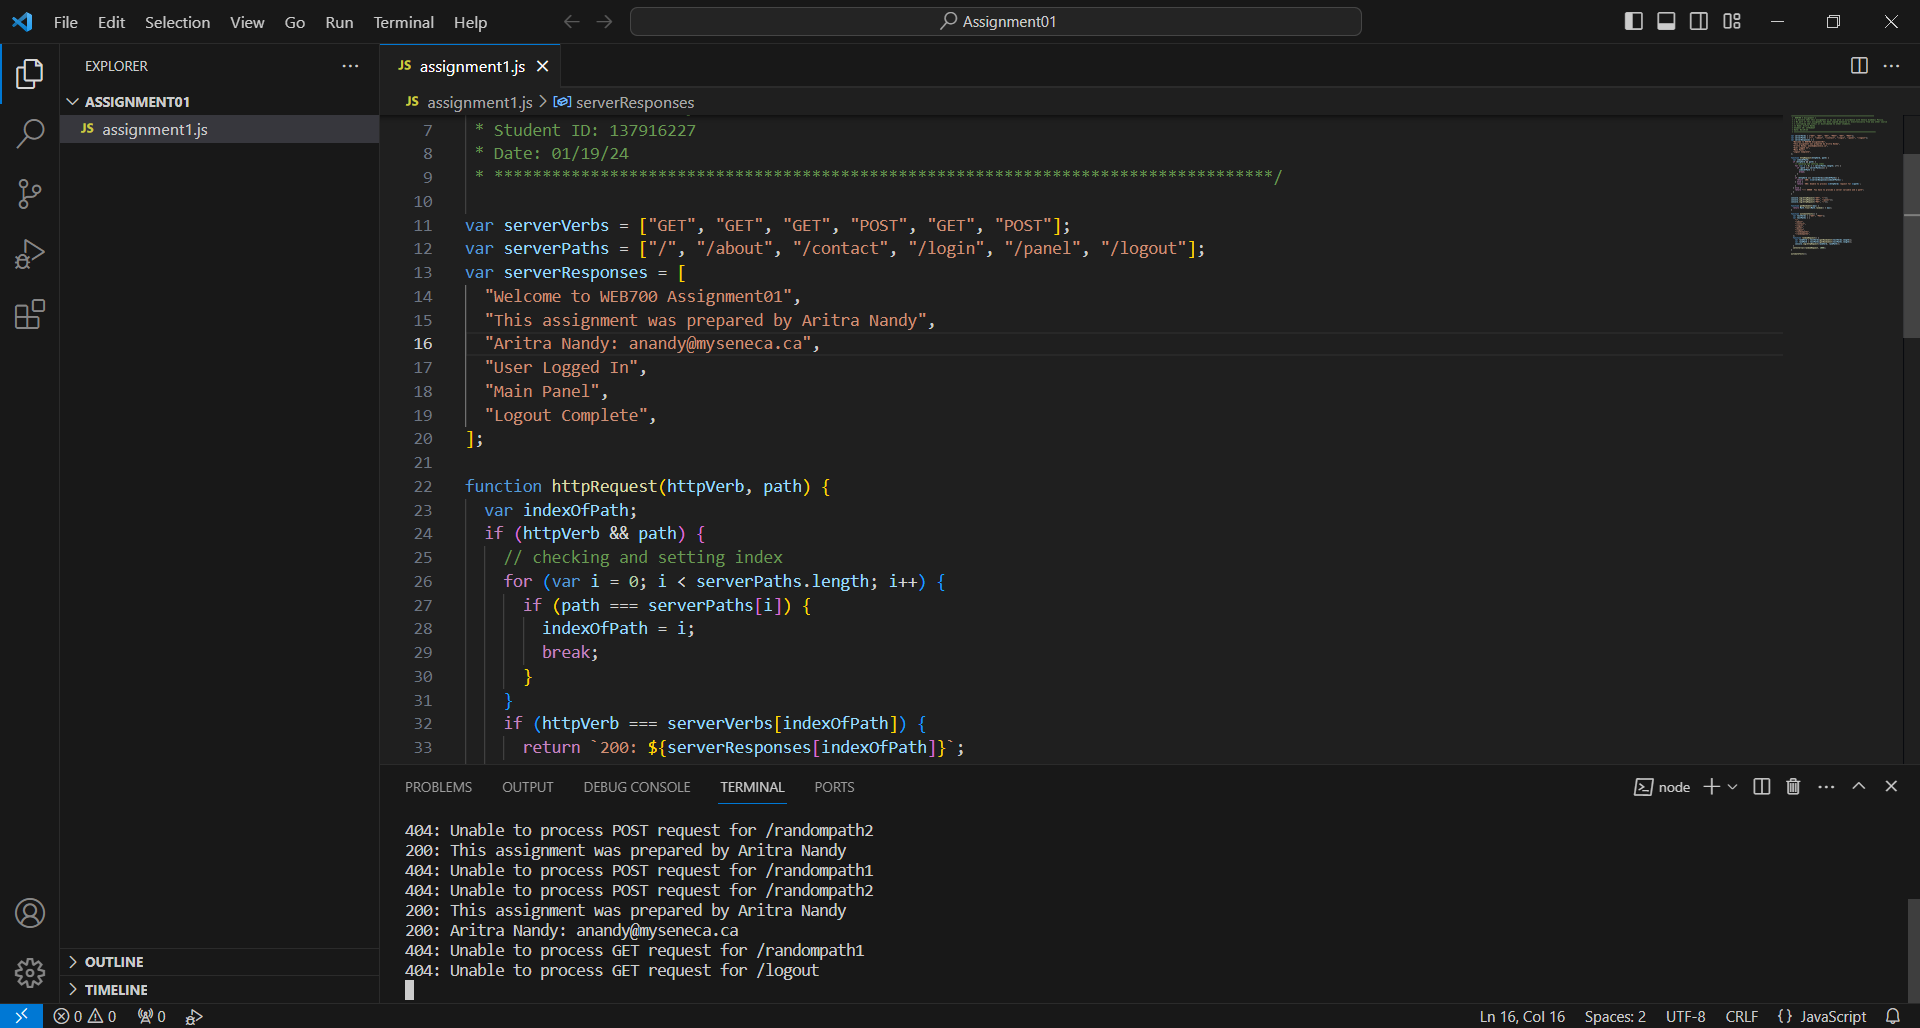 File Edit Selection View Go Run Terminal Help
Assignment01
EXPLORER
ASSIGNMENT01
JS assignment1.js
OUTLINE
TIMELINE
JS assignment1.js
JS assignment1.js > serverResponses
7 * Student ID: 137916227
8 * Date: 01/19/24
9 * *********************************************************************************/
10
11 var serverVerbs = ["GET", "GET", "GET", "POST", "GET", "POST"];
12 var serverPaths = ["/", "/about", "/contact", "/login", "/panel", "/logout"];
13 var serverResponses = [
14 "Welcome to WEB700 Assignment01",
15 "This assignment was prepared by Aritra Nandy",
16 "Aritra Nandy: anandy@myseneca.ca",
17 "User Logged In",
18 "Main Panel",
19 "Logout Complete",
20 ];
21
22 function httpRequest(httpVerb, path) {
23 var indexOfPath;
24 if (httpVerb && path) {
25 // checking and setting index
26 for (var i = 0; i < serverPaths.length; i++) {
27 if (path === serverPaths[i]) {
28 indexOfPath = i;
29 break;
30 }
31 }
32 if (httpVerb === serverVerbs[indexOfPath]) {
33 return `200: ${serverResponses[indexOfPath]}`;
PROBLEMS OUTPUT DEBUG CONSOLE TERMINAL PORTS
node
404: Unable to process POST request for /randompath2
200: This assignment was prepared by Aritra Nandy
404: Unable to process POST request for /randompath1
404: Unable to process POST request for /randompath2
200: This assignment was prepared by Aritra Nandy
200: Aritra Nandy: anandy@myseneca.ca
404: Unable to process GET request for /randompath1
404: Unable to process GET request for /logout
0 0 0
Ln 16, Col 16 Spaces: 2 UTF-8 CRLF {} JavaScript